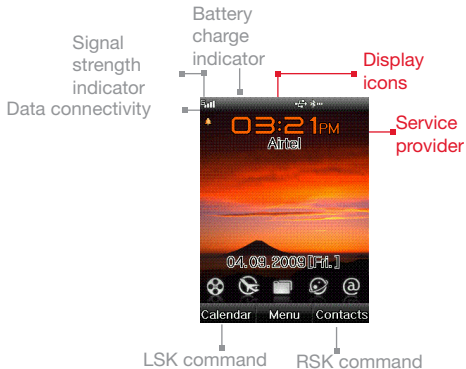 Battery
charge
indicator
Signal
strength
indicator
Display
icons
Data connectivity
03:21PM
Airtel
Service
provider
04.09.2009[Fri.]
@
Calendar Menu Contacts
LSK command
RSK command